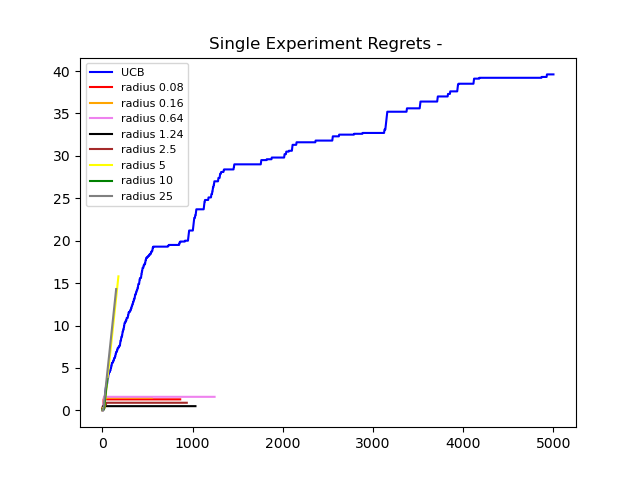 Single Experiment Regrets -
UCB
radius 0.08
radius 0.16
radius 0.64
radius 1.24
radius 2.5
radius 5
radius 10
radius 25
40
35
30
25
20
15
10
5
0
0 1000 2000 3000 4000 5000